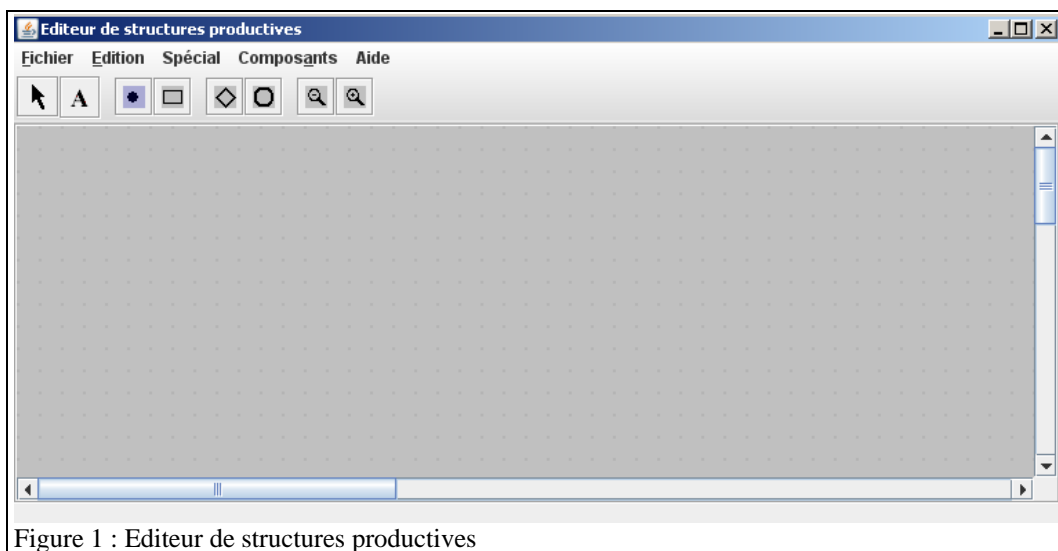 Editeur de structures productives
Fichier Edition Spécial Composants Aide
A
Figure 1 : Editeur de structures productives